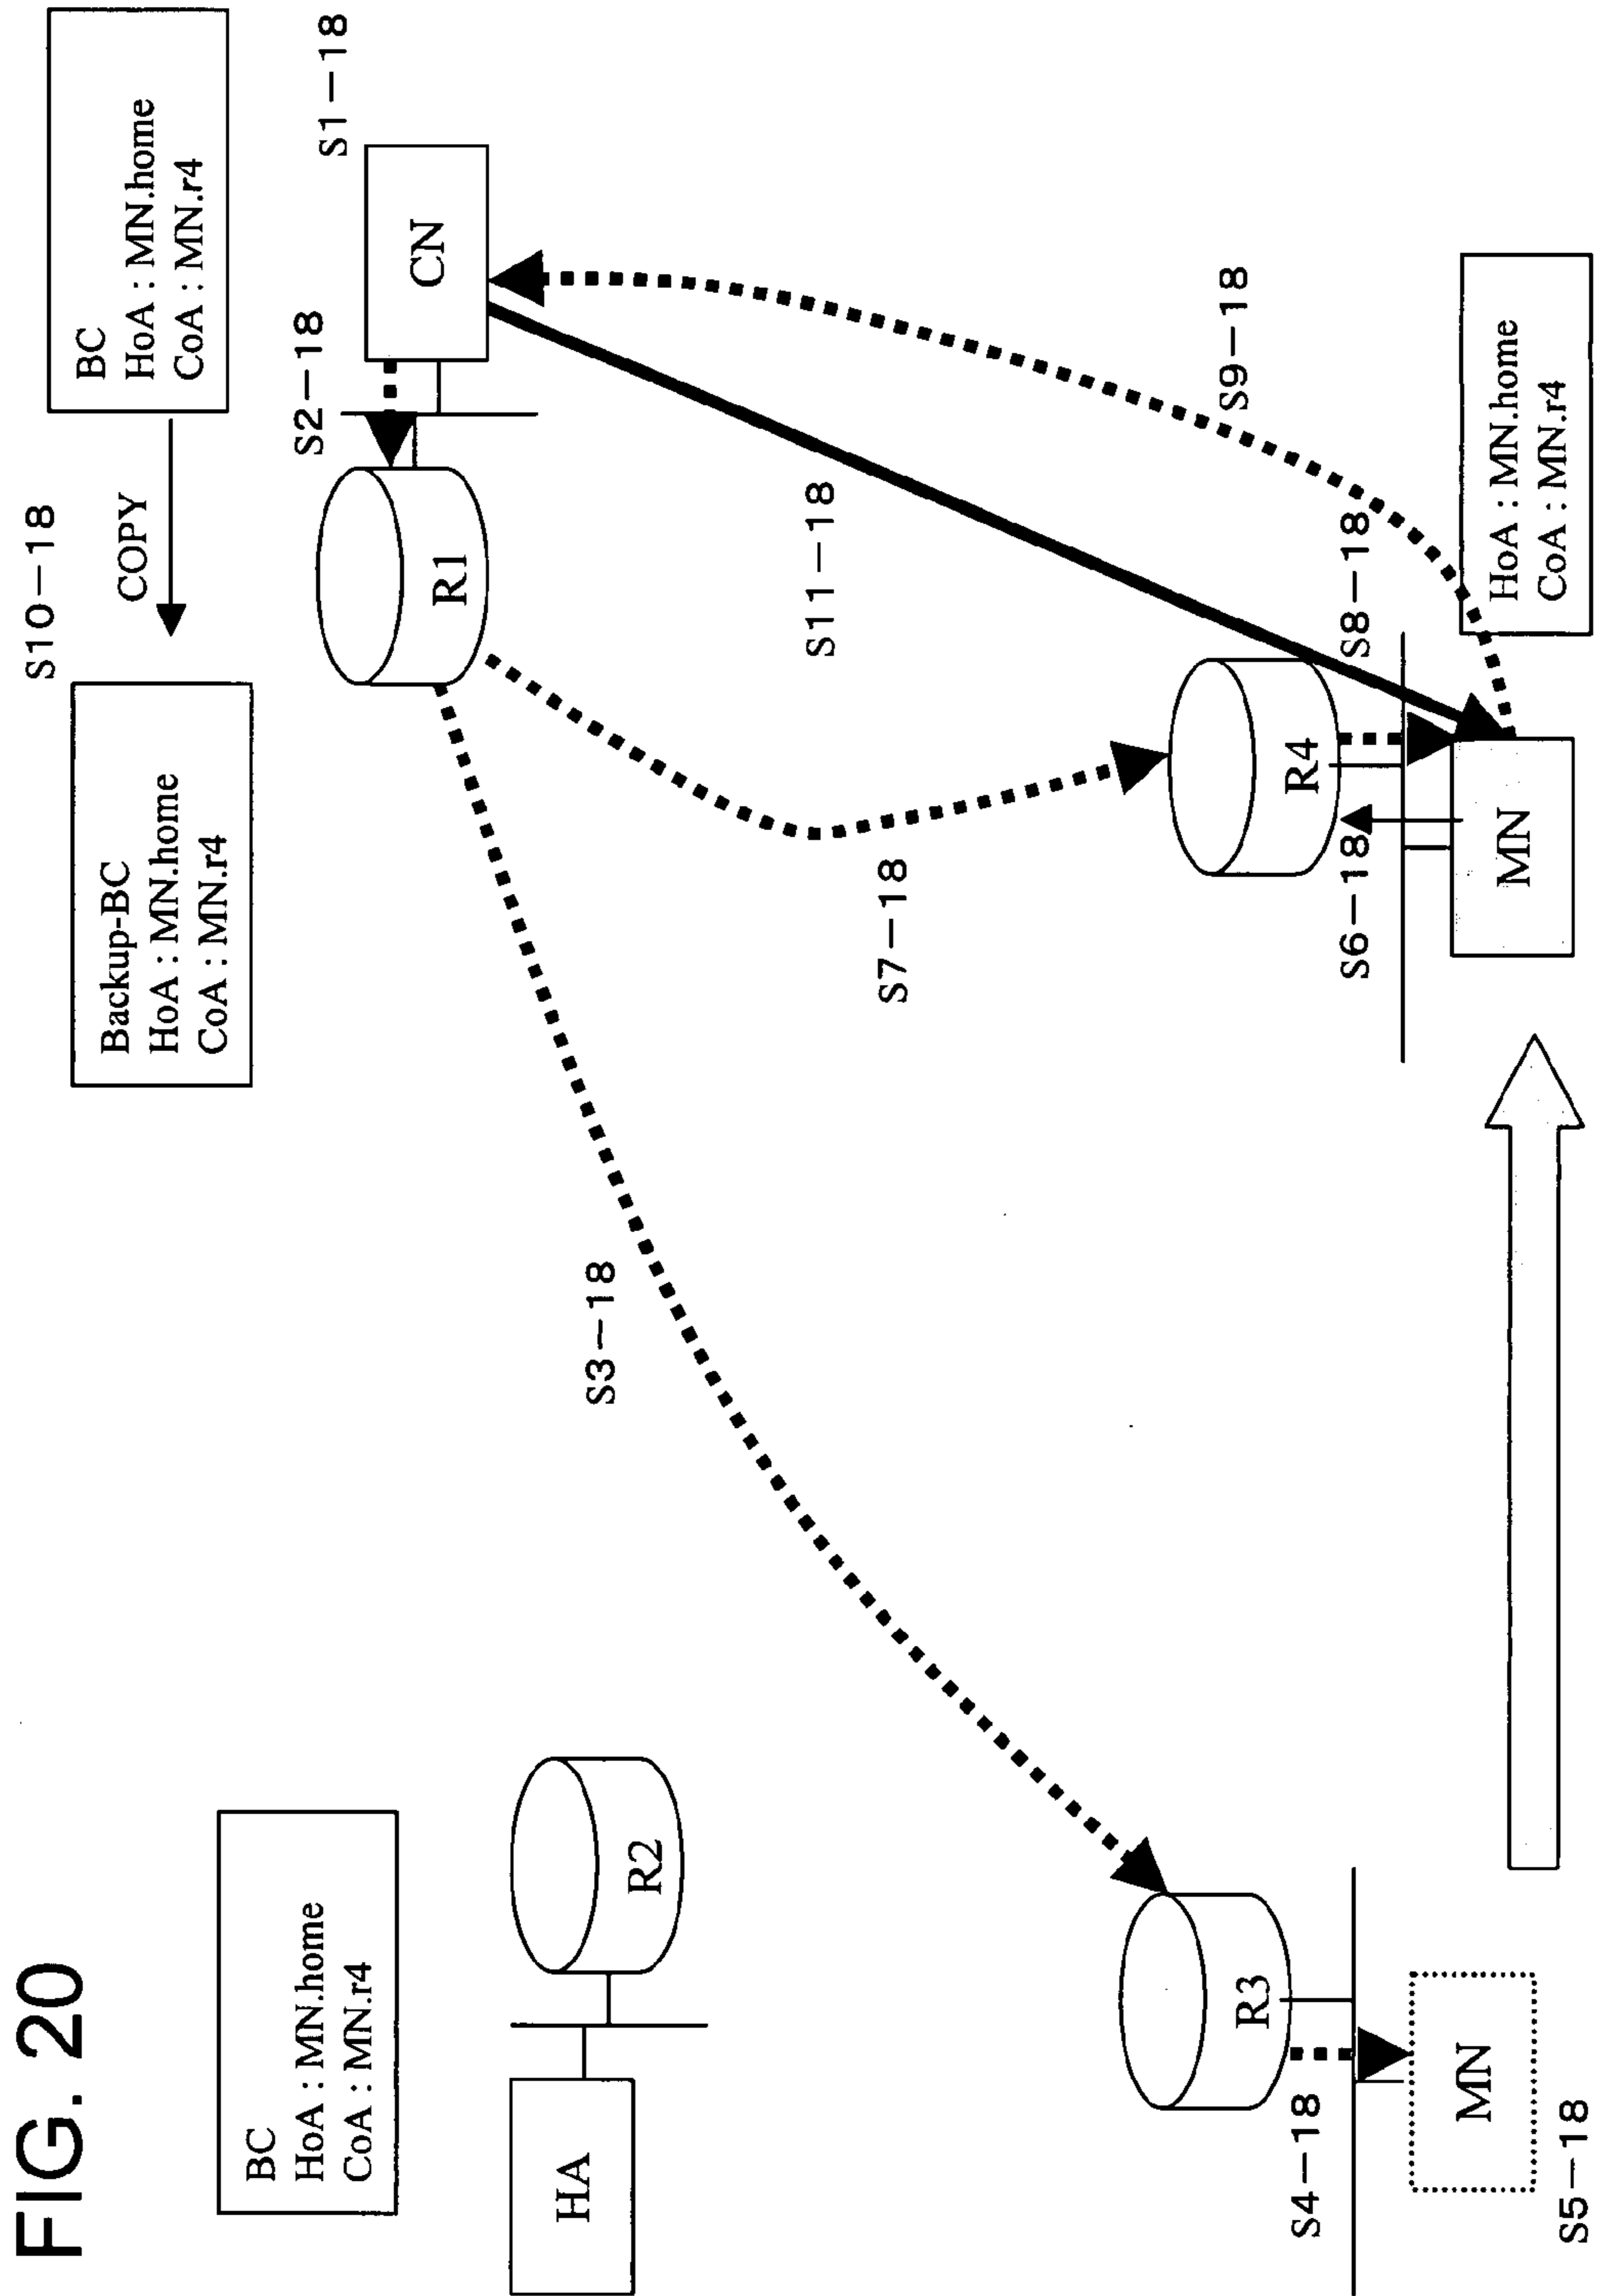 FIG. 20
S10-18
BC
HoA : MN.home
CoA : MN.r4
Backup-BC
HoA : MN.home
CoA : MN.r4
COPY
BC
HoA : MN.home
CoA : MN.r4
S1-18
S2-18
HA
R2
R1
CN
S3-18
S11-18
S7-18
S9-18
R3
R4
S4-18
S6-18
S8-18
MN
MN
HoA : MN.home
CoA : MN.r4
S5-18